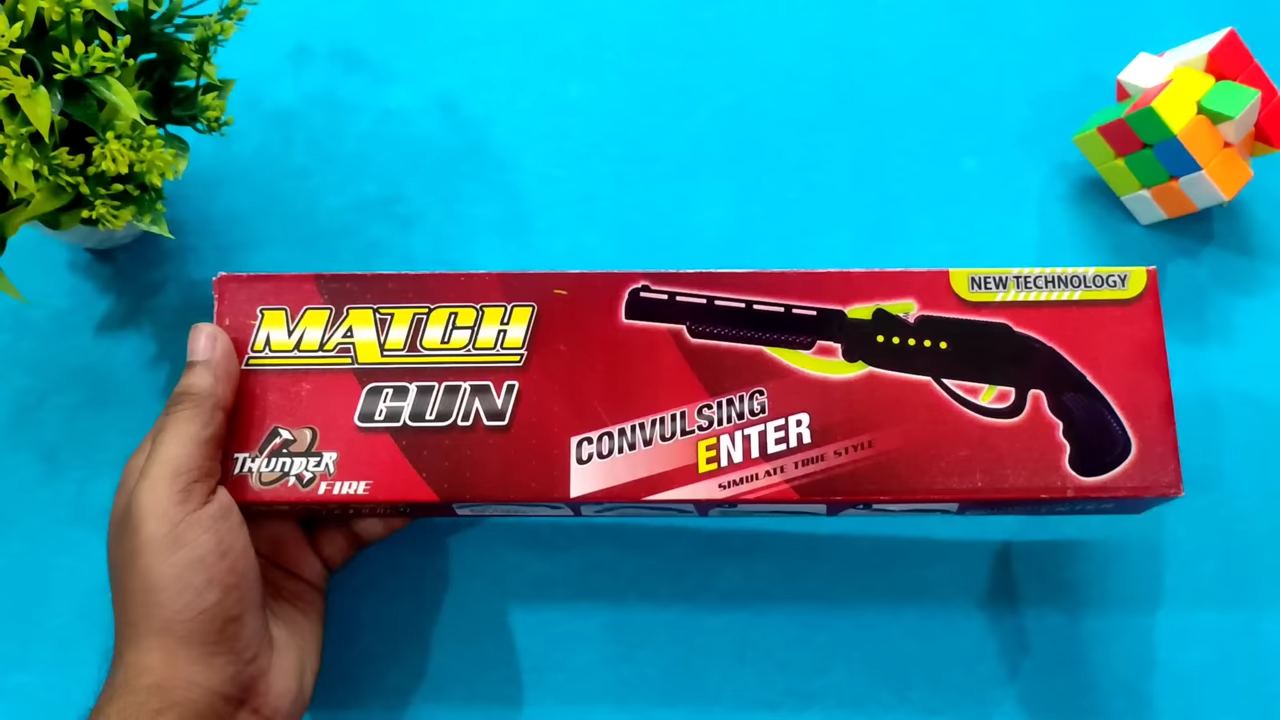 NEW TECHNOLOGY
MATCH
GUN
CONVULSING
ENTER
SIMULATE TRUE STYLE
THUNDER
FIRE